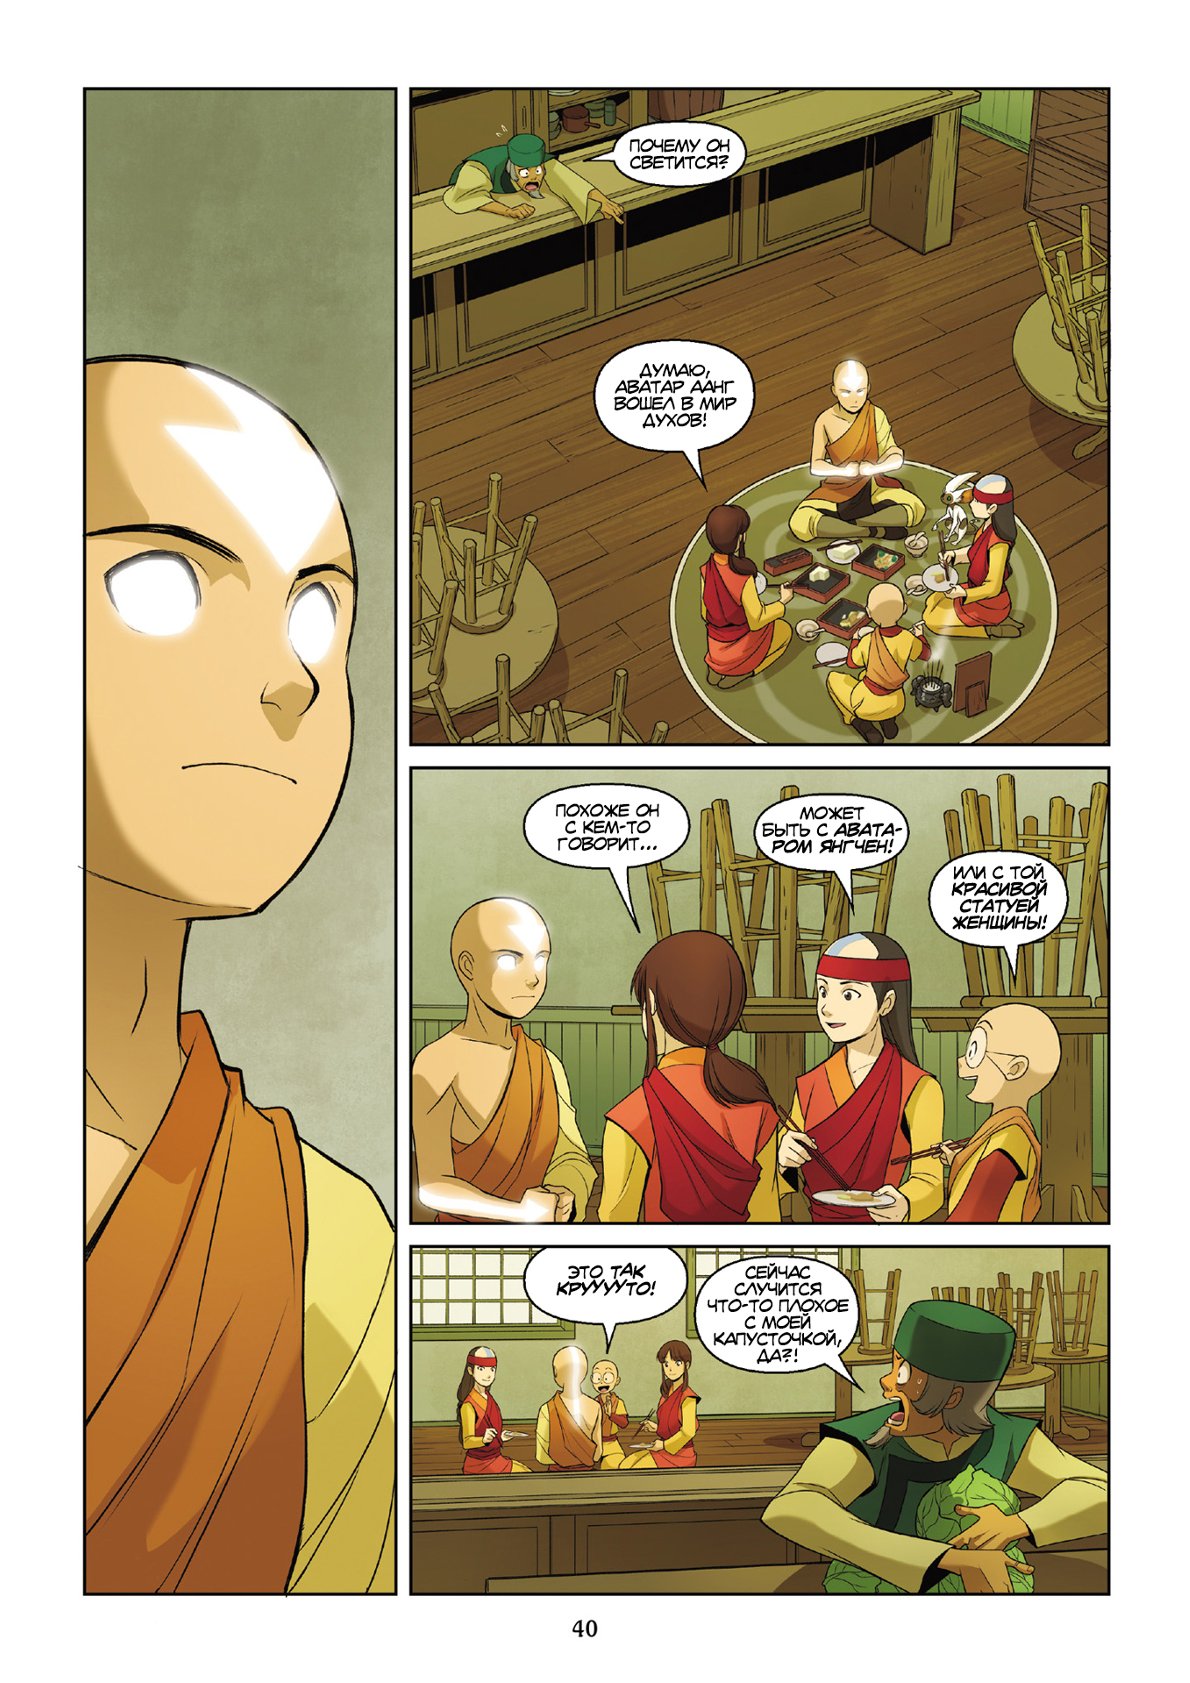 ПОЧЕМУ ОН
СВЕТИТСЯ?
ДУМАЮ,
АВАТАР ААНГ
ВОШЕЛ В МИР
ДУХОВ!
ПОХОЖЕ ОН
С КЕМ-ТО
ГОВОРИТ...
МОЖЕТ
БЫТЬ С АВАТА-
РОМ ЯНГЧЕН!
ИЛИ С ТОЙ
КРАСИВОЙ
СТАТУЕЙ
ЖЕНЩИНЫ!
ЭТО ТАК
КРУУУУТО!
СЕЙЧАС
СЛУЧИТСЯ
ЧТО-ТО ПЛОХОЕ
С МОЕЙ
КАПУСТОЧКОЙ,
ДА?!
40